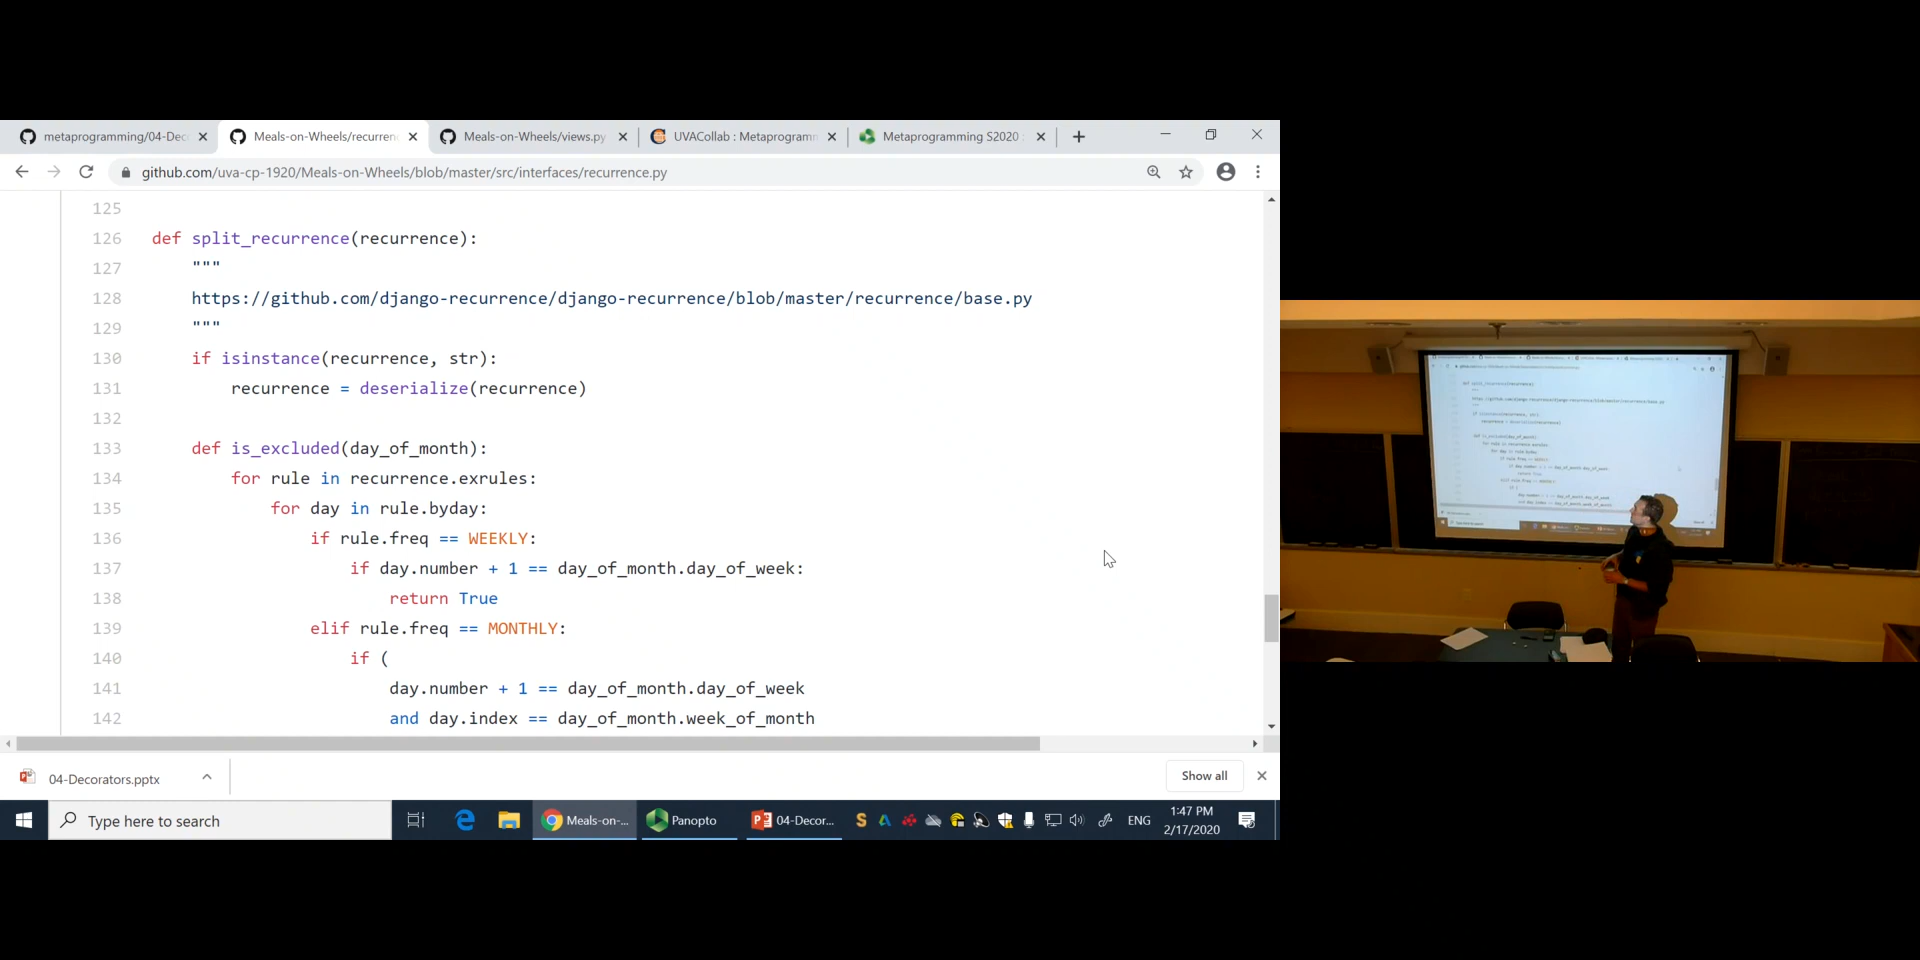 metaprogramming/04-Dec
Meals-on-Wheels/recurren
Meals-on-Wheels/views.py
UVACollab : Metaprogramm
Metaprogramming S2020 :
github.com/uva-cp-1920/Meals-on-Wheels/blob/master/src/interfaces/recurrence.py
125
126 def split_recurrence(recurrence):
127 """
128 https://github.com/django-recurrence/django-recurrence/blob/master/recurrence/base.py
129 """
130 if isinstance(recurrence, str):
131 recurrence = deserialize(recurrence)
132
133 def is_excluded(day_of_month):
134 for rule in recurrence.exrules:
135 for day in rule.byday:
136 if rule.freq == WEEKLY:
137 if day.number + 1 == day_of_month.day_of_week:
138 return True
139 elif rule.freq == MONTHLY:
140 if (
141 day.number + 1 == day_of_month.day_of_week
142 and day.index == day_of_month.week_of_month
04-Decorators.pptx
Show all
Type here to search
Meals-on-...
Panopto
04-Decor...
ENG
1:47 PM
2/17/2020